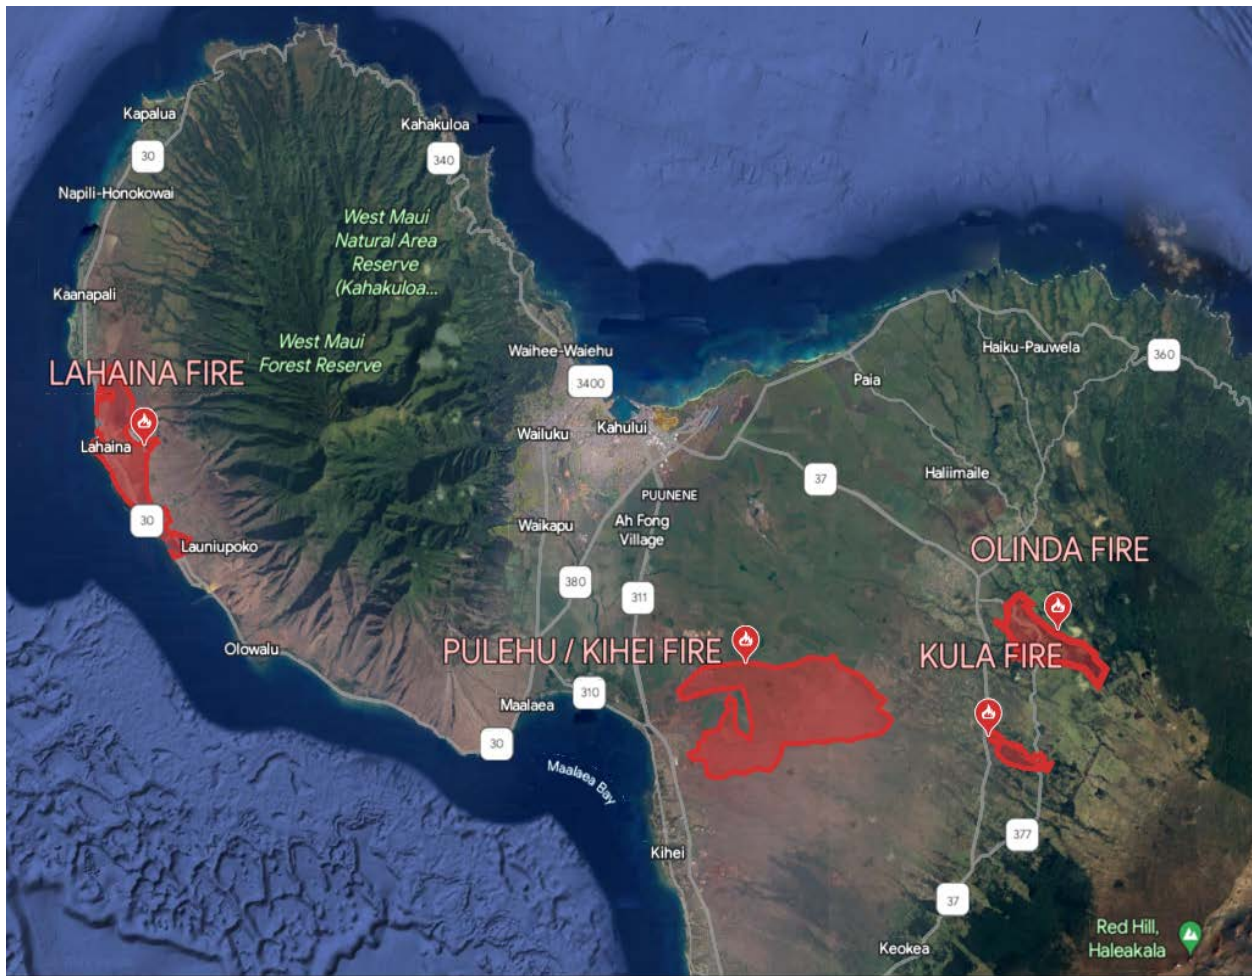 Kapalua
30
Kahakuloa
340
Napili-Honokowai
West Maui
Natural Area
Reserve
(Kahakuloa...
Kaanapali
West Maui
Forest Reserve
Waihee-Waiehu
3400
Haiku-Pauwela
360
LAHAINA FIRE
Paia
Lahaina
Wailuku
Kahului
37
Haliimaile
PUUNENE
30
Launiupoko
Waikapu
Ah Fong
Village
OLINDA FIRE
380
311
Olowalu
PULEHU / KIHEI FIRE
KULA FIRE
Maalaea
310
30
Maalaea Bay
Kihei
377
37
Keokea
Red Hill,
Haleakala